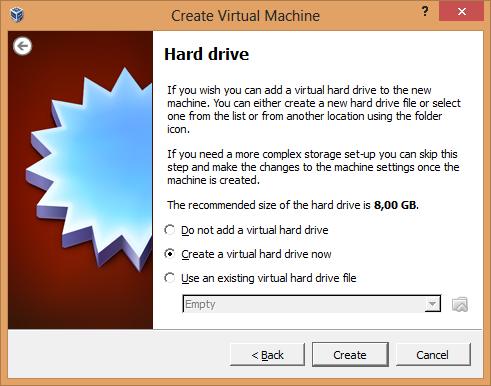 Create Virtual Machine
?
Hard drive
If you wish you can add a virtual hard drive to the new
machine. You can either create a new hard drive file or select
one from the list or from another location using the folder
icon.
If you need a more complex storage set-up you can skip this
step and make the changes to the machine settings once the
machine is created.
The recommended size of the hard drive is 8,00 GB.
Do not add a virtual hard drive
Create a virtual hard drive now
Use an existing virtual hard drive file
Empty
< Back
Create
Cancel